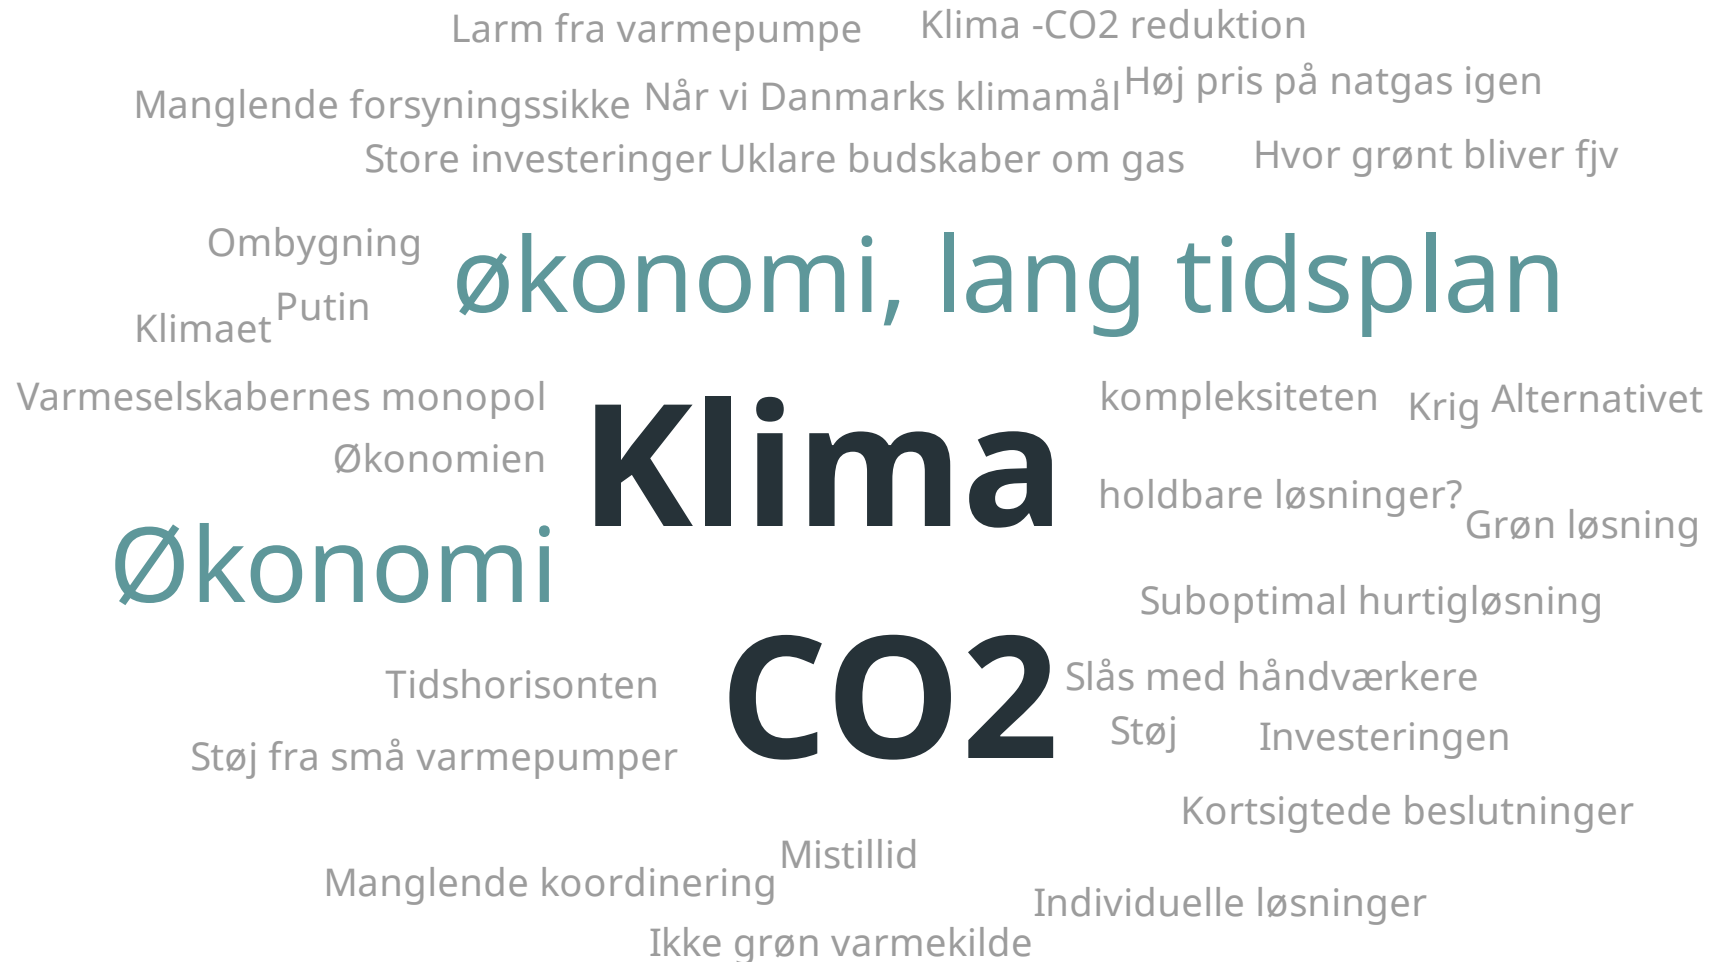 Larm fra varmepumpe
Klima -CO2 reduktion
Manglende forsyningssikke
Når vi Danmarks klimamål
Høj pris på natgas igen
Store investeringer
Uklare budskaber om gas
Hvor grønt bliver fjv
Ombygning
økonomi, lang tidsplan
Putin
Klimaet
Varmeselskabernes monopol
Klima
kompleksiteten
Krig
Alternativet
Økonomien
holdbare løsninger?
Grøn løsning
Økonomi
Suboptimal hurtigløsning
CO2
Tidshorisonten
Slås med håndværkere
Støj
Investeringen
Støj fra små varmepumper
Kortsigtede beslutninger
Mistillid
Manglende koordinering
Individuelle løsninger
Ikke grøn varmekilde